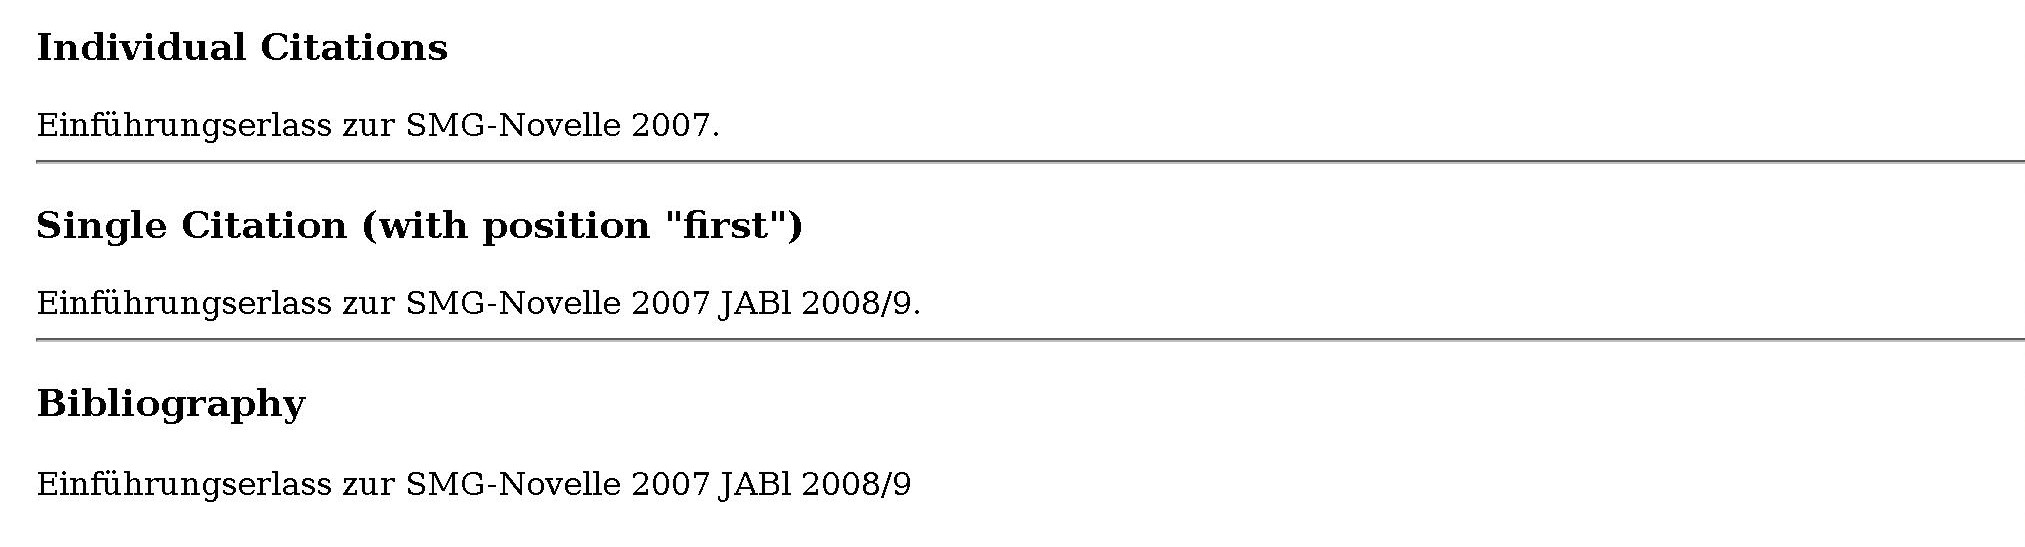 Individual Citations
Einführungserlass zur SMG-Novelle 2007.
Single Citation (with position "first")
Einführungserlass zur SMG-Novelle 2007 JABl 2008/9.
Bibliography
Einführungserlass zur SMG-Novelle 2007 JABl 2008/9